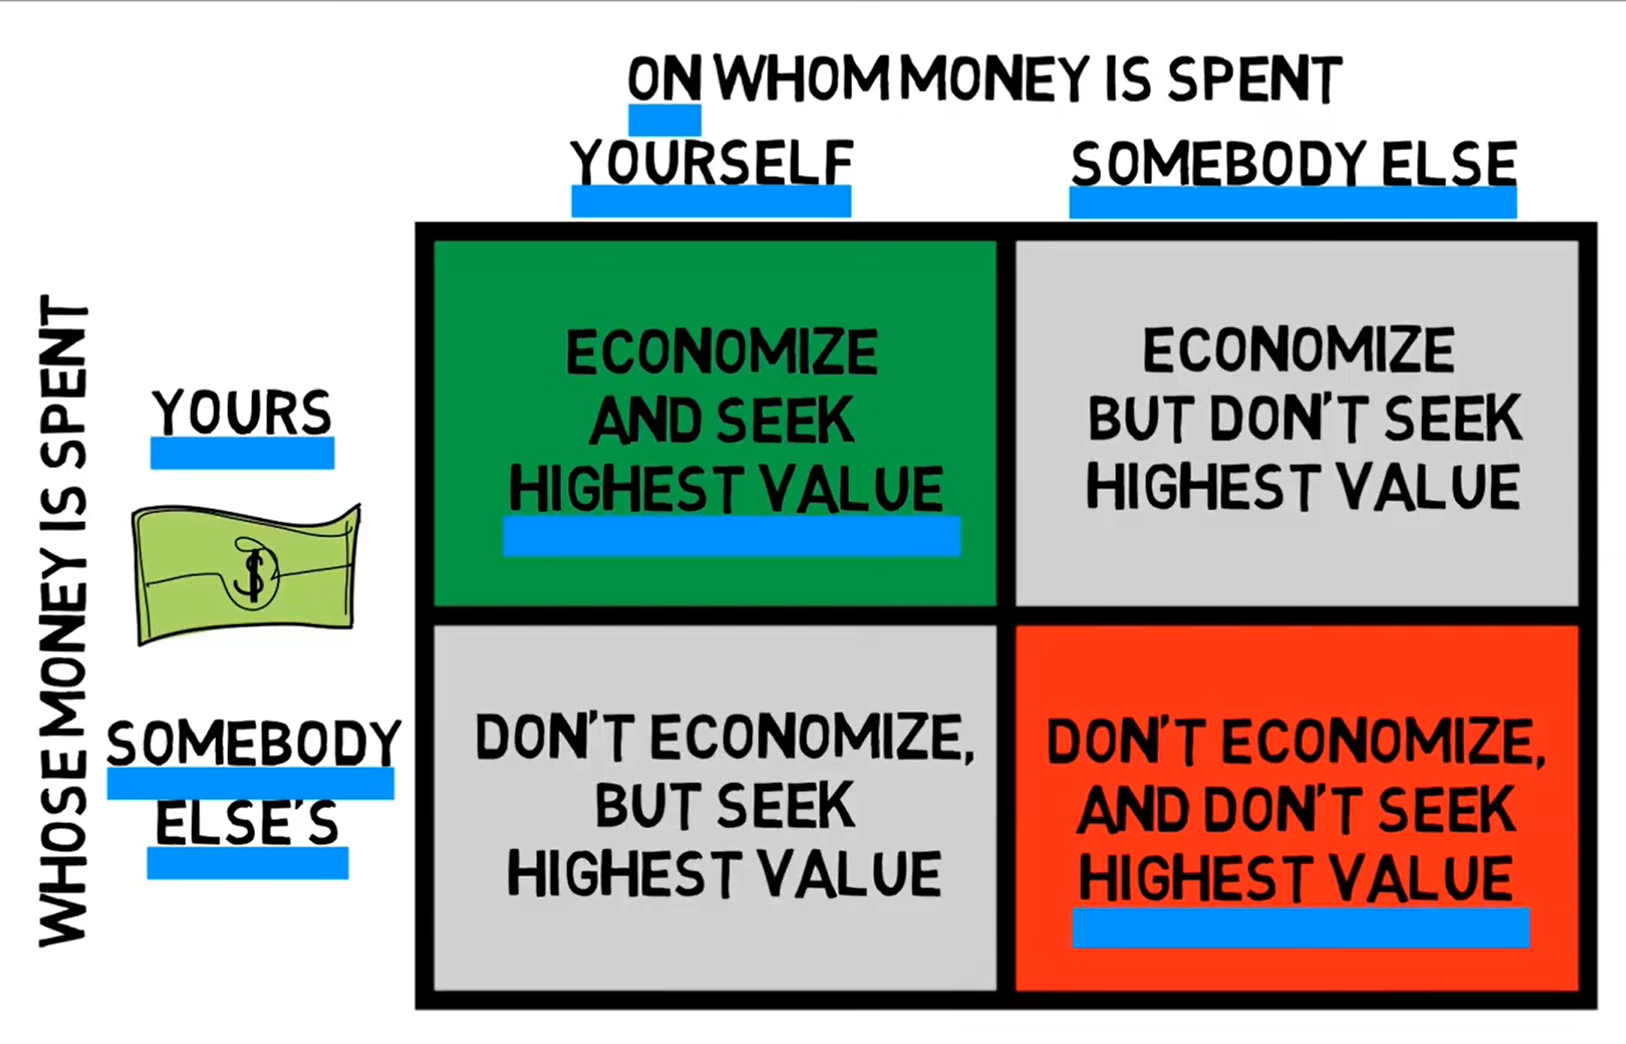 ON WHOM MONEY IS SPENT
YOURSELF
SOMEBODY ELSE
WHOSE MONEY IS SPENT
YOURS
$
ECONOMIZE
AND SEEK
HIGHEST VALUE
ECONOMIZE
BUT DON'T SEEK
HIGHEST VALUE
SOMEBODY
ELSE'S
DON'T ECONOMIZE,
BUT SEEK
HIGHEST VALUE
DON'T ECONOMIZE,
AND DON'T SEEK
HIGHEST VALUE